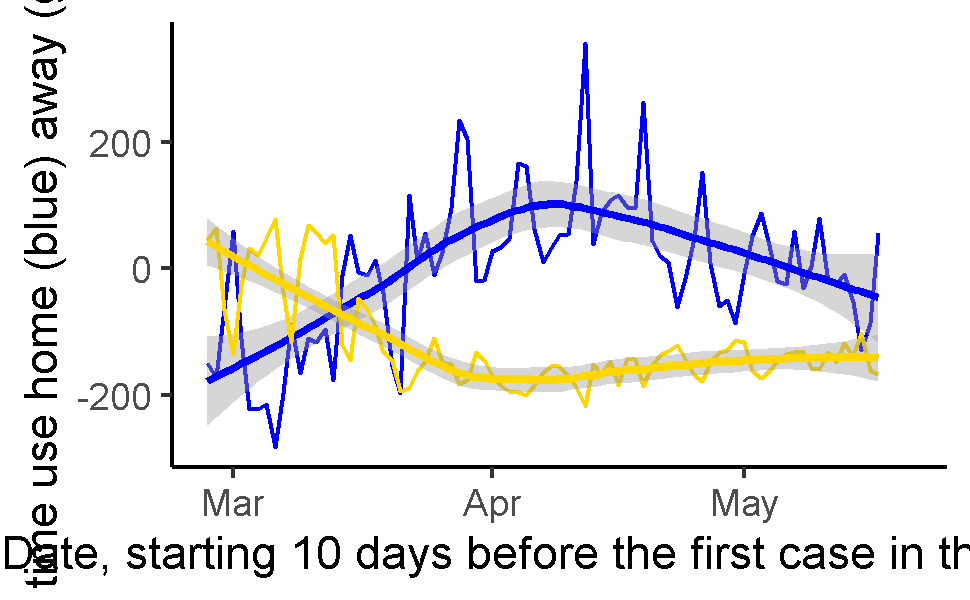 time use home (blue) away (
200
0
-200
Mar
Apr
May
Date, starting 10 days before the first case in th